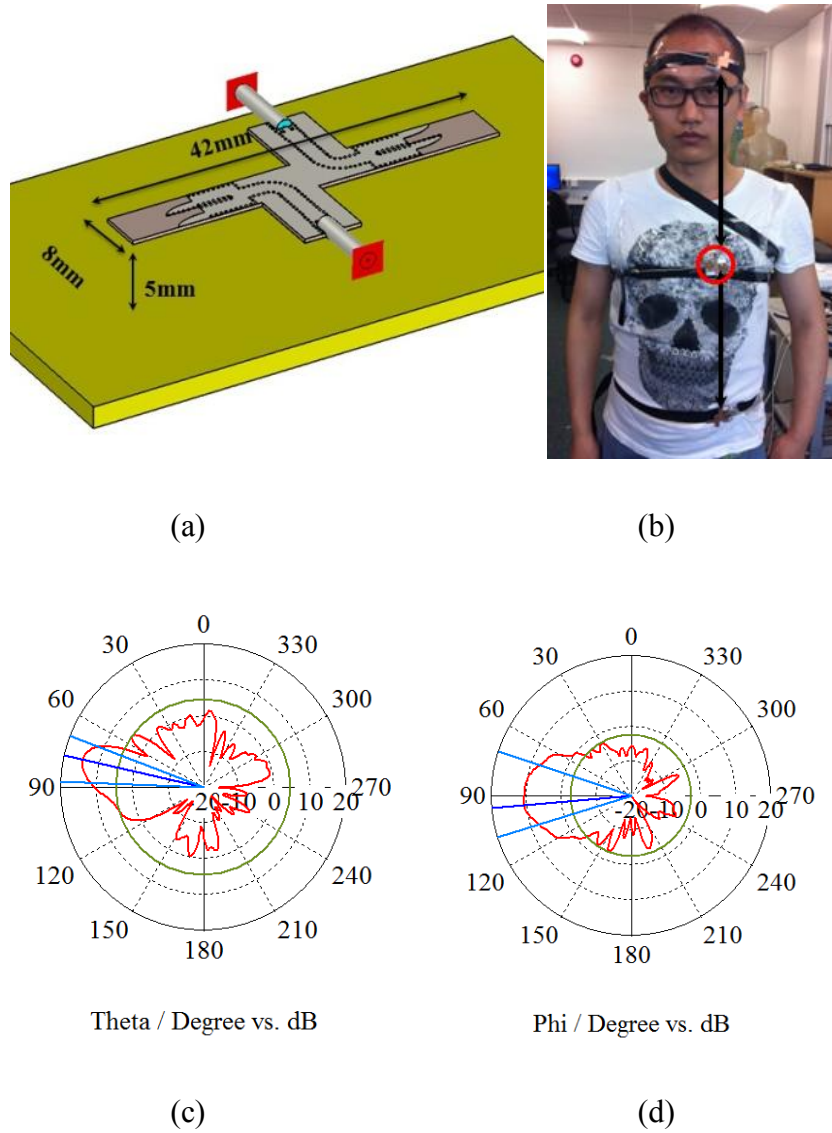 42mm
8mm
5mm
(a) (b)
0
30 330
60 300
90 270
-20 -10 0 10 20
120 240
150 210
180
Theta / Degree vs. dB
0
30 330
60 300
90 270
-20 -10 0 10 20
120 240
150 210
180
Phi / Degree vs. dB
(c) (d)